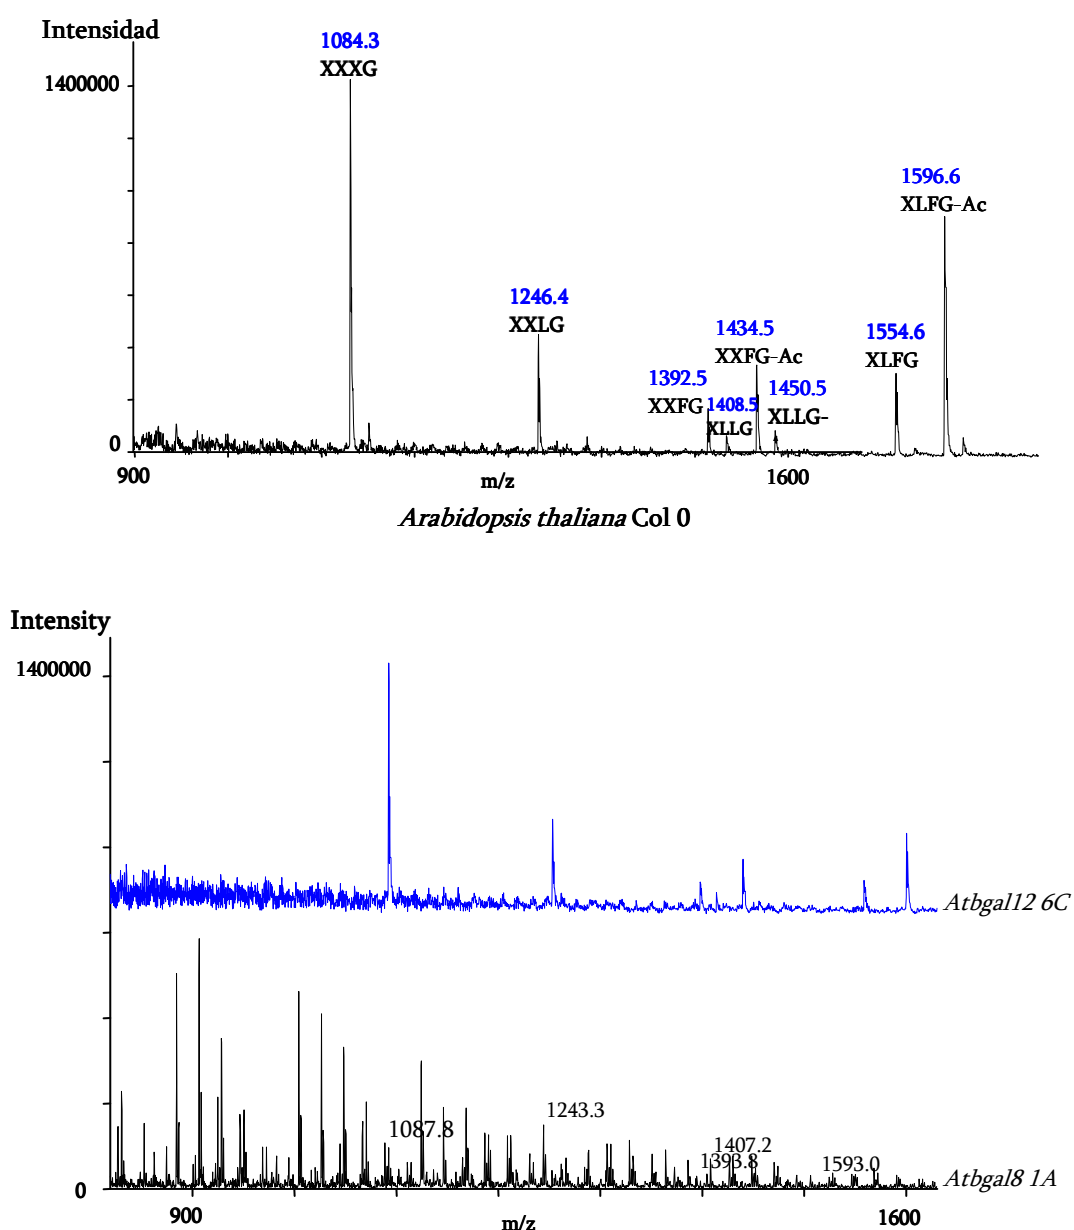 Intensidad
1084.3
XXXG
1400000
1596.6
XLFG-Ac
1246.4
XXLG
1434.5
XXFG-Ac
1554.6
XLFG
1392.5
XXFG
1408.5
XLLG
1450.5
XLLG-
0
900
m/z
1600
Arabidopsis thaliana Col 0
Intensity
1400000
Atbgal12 6C
1087.8
1243.3
1407.2
1393.8
1593.0
Atbgal8 1A
0
900
m/z
1600